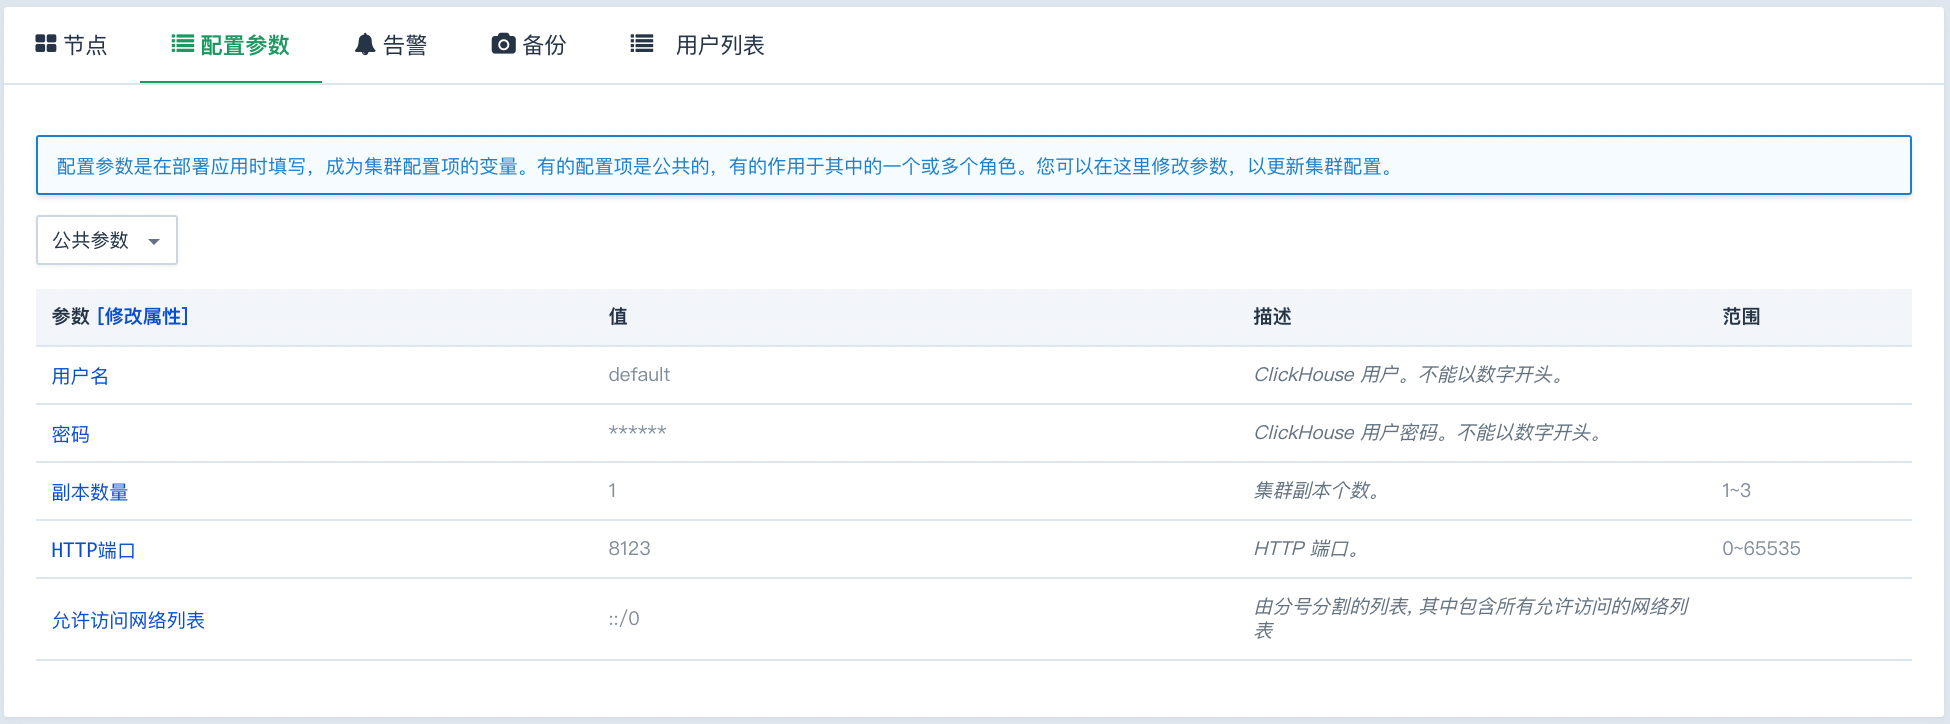 节点 配置参数 告警 备份 用户列表
配置参数是在部署应用时填写，成为集群配置项的变量。有的配置项是公共的，有的作用于其中的一个或多个角色。您可以在这里修改参数，以更新集群配置。
公共参数
参数 [修改属性] 值 描述 范围
用户名 default ClickHouse 用户。不能以数字开头。
密码 ****** ClickHouse 用户密码。不能以数字开头。
副本数量 1 集群副本个数。 1~3
HTTP端口 8123 HTTP 端口。 0~65535
允许访问网络列表 ::/0 由分号分割的列表, 其中包含所有允许访问的网络列
表